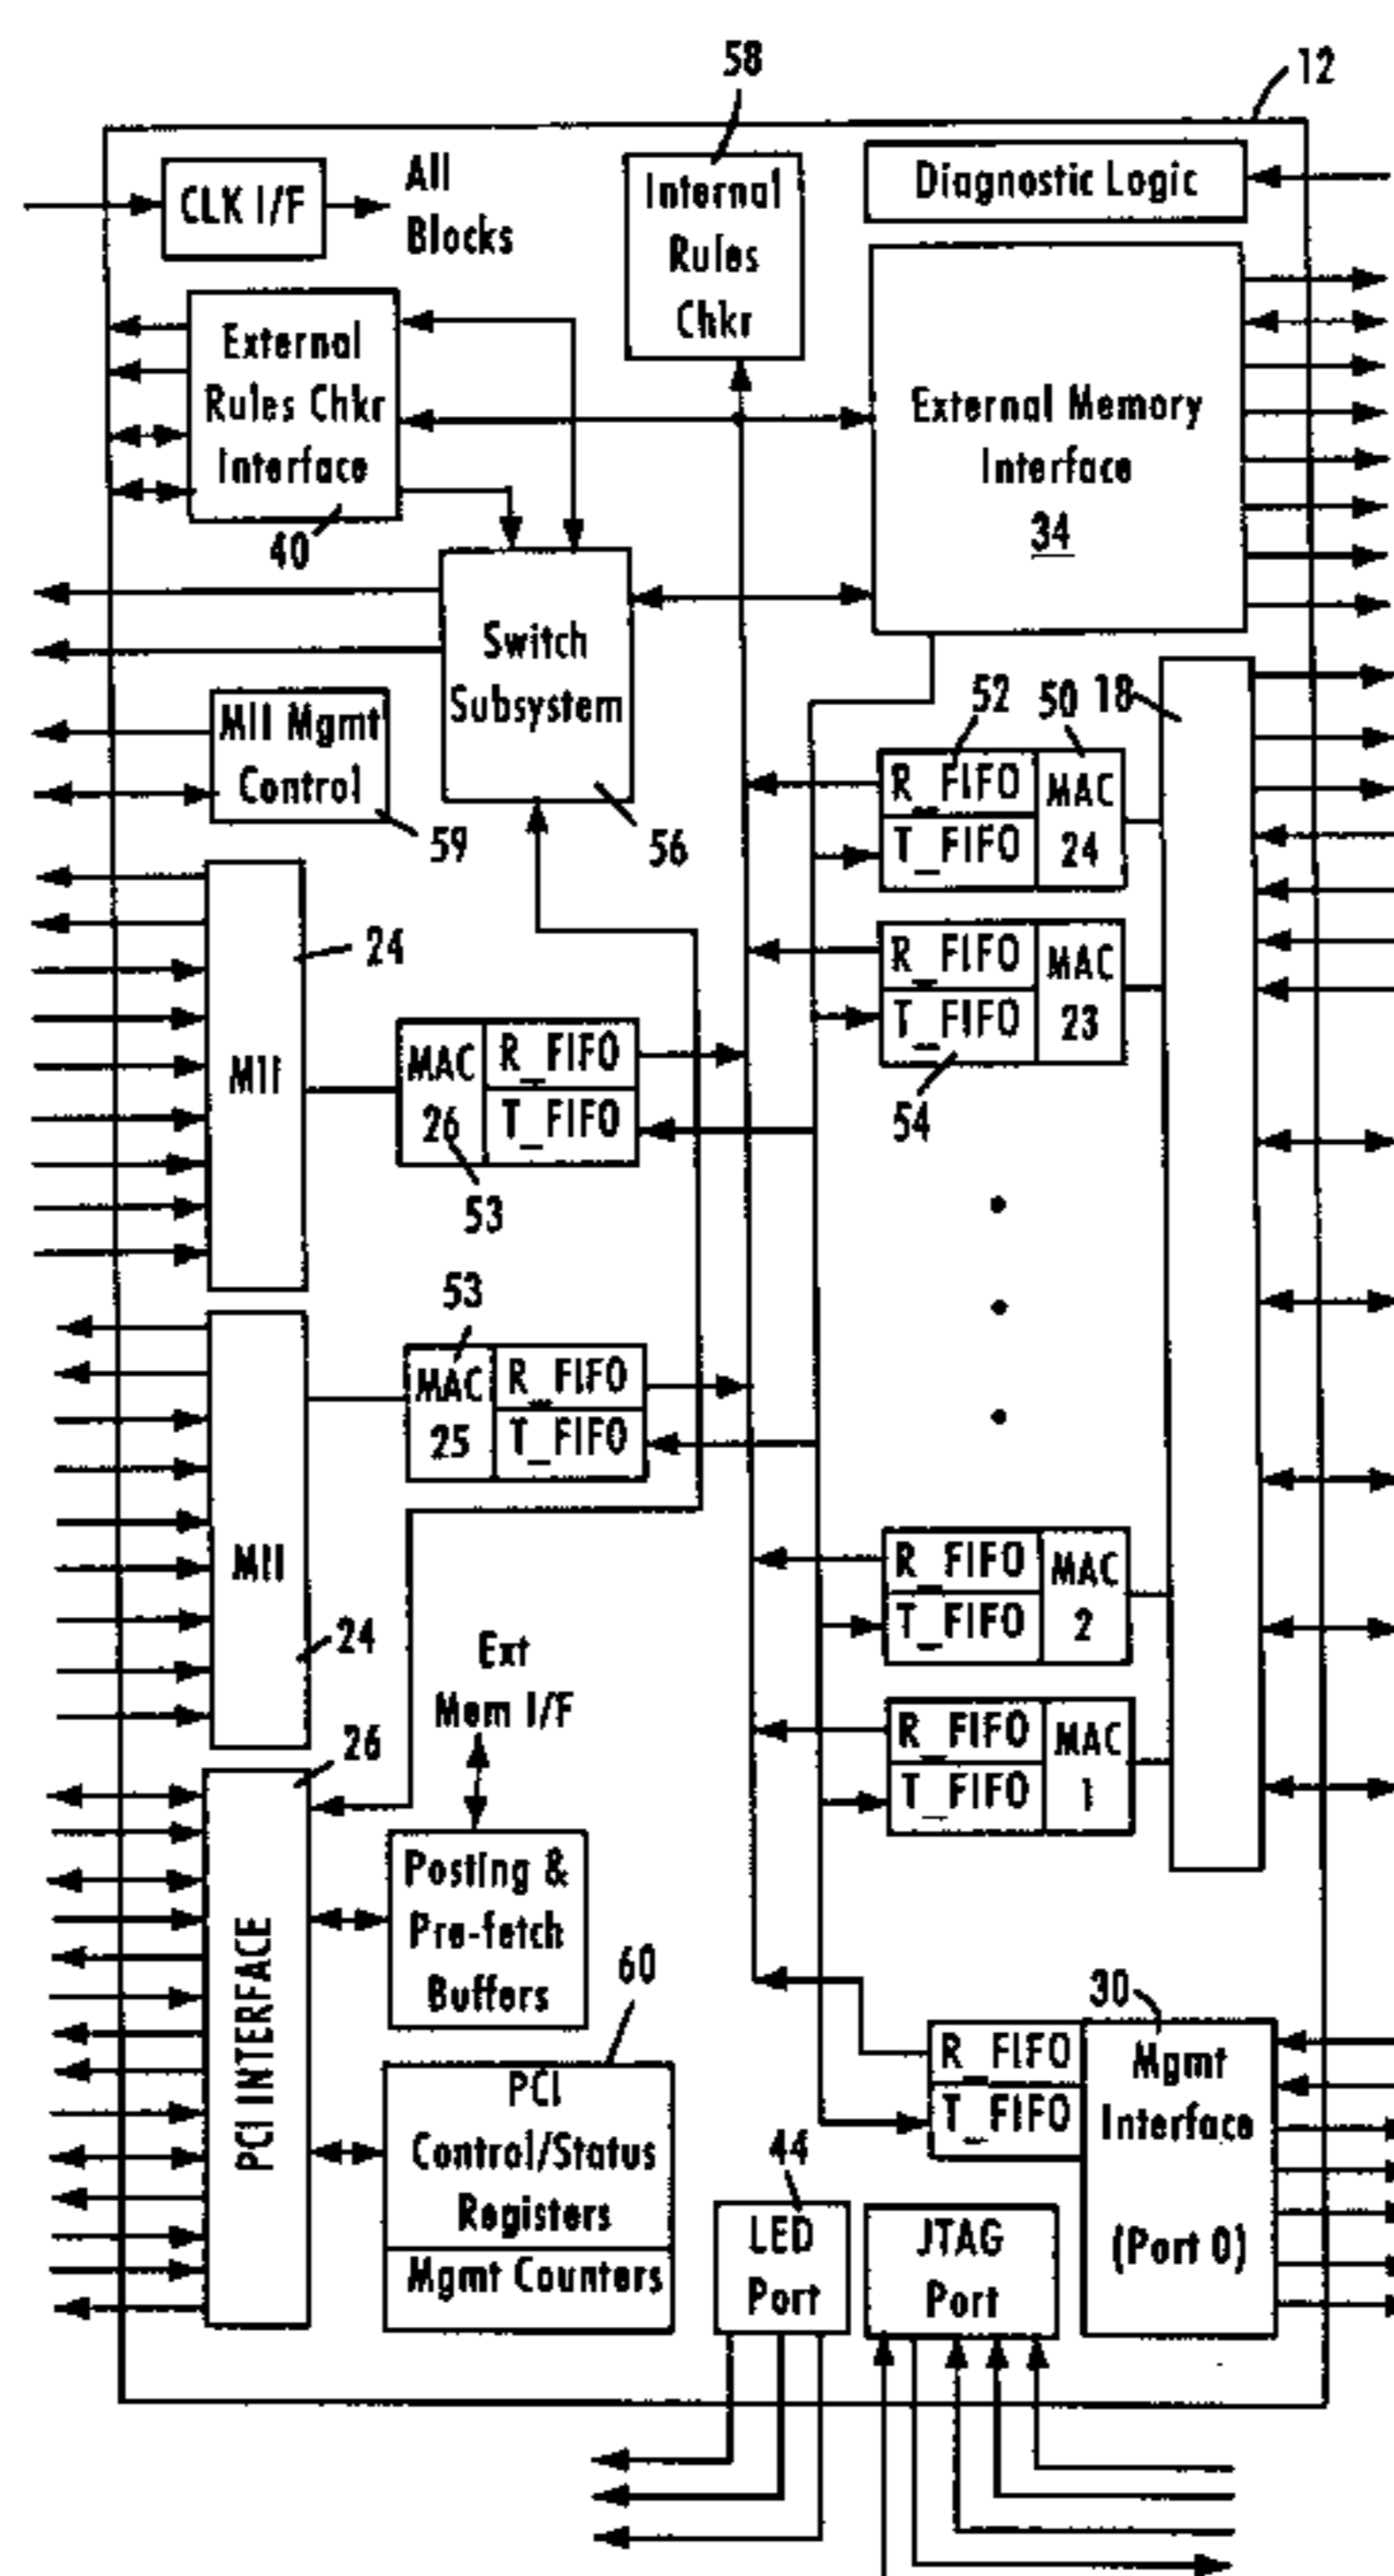 58
12
CLK I/F
All
Blocks
Internal
Rules
Chkr
Diagnostic Logic
External
Rules Chkr
Interface
40
External Memory
Interface
34
Switch
Subsystem
56
MII Mgmt
Control
59
52
50
18
R_FIFO
T_FIFO
MAC
24
R_FIFO
T_FIFO
MAC
23
54
24
MII
MAC
26
R_FIFO
T_FIFO
53
53
MAC
25
R_FIFO
T_FIFO
MII
24
R_FIFO
T_FIFO
MAC
2
R_FIFO
T_FIFO
MAC
1
Ext
Mem I/F
26
PCI INTERFACE
Posting &
Pre-fetch
Buffers
60
PCI
Control/Status
Registers
Mgmt Counters
30
R_FIFO
T_FIFO
Mgmt
Interface
(Port 0)
44
LED
Port
JTAG
Port